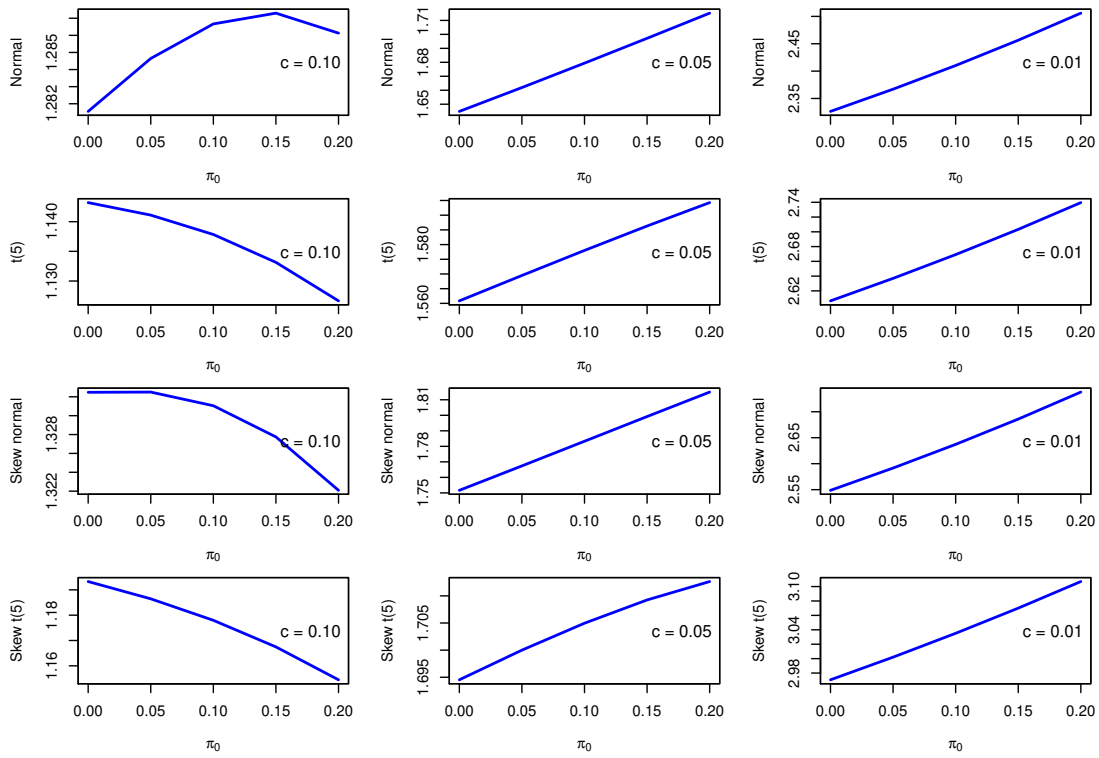 Normal
1.282 1.285
c = 0.10
0.00 0.05 0.10 0.15 0.20
π0
Normal
1.65 1.68 1.71
c = 0.05
0.00 0.05 0.10 0.15 0.20
π0
Normal
2.35 2.45
c = 0.01
0.00 0.05 0.10 0.15 0.20
π0
t(5)
1.130 1.140
c = 0.10
0.00 0.05 0.10 0.15 0.20
π0
t(5)
1.560 1.580
c = 0.05
0.00 0.05 0.10 0.15 0.20
π0
t(5)
2.62 2.68 2.74
c = 0.01
0.00 0.05 0.10 0.15 0.20
π0
Skew normal
1.322 1.328
c = 0.10
0.00 0.05 0.10 0.15 0.20
π0
Skew normal
1.75 1.78 1.81
c = 0.05
0.00 0.05 0.10 0.15 0.20
π0
Skew normal
2.55 2.65
c = 0.01
0.00 0.05 0.10 0.15 0.20
π0
Skew t(5)
1.16 1.18
c = 0.10
0.00 0.05 0.10 0.15 0.20
π0
Skew t(5)
1.695 1.705
c = 0.05
0.00 0.05 0.10 0.15 0.20
π0
Skew t(5)
2.98 3.04 3.10
c = 0.01
0.00 0.05 0.10 0.15 0.20
π0